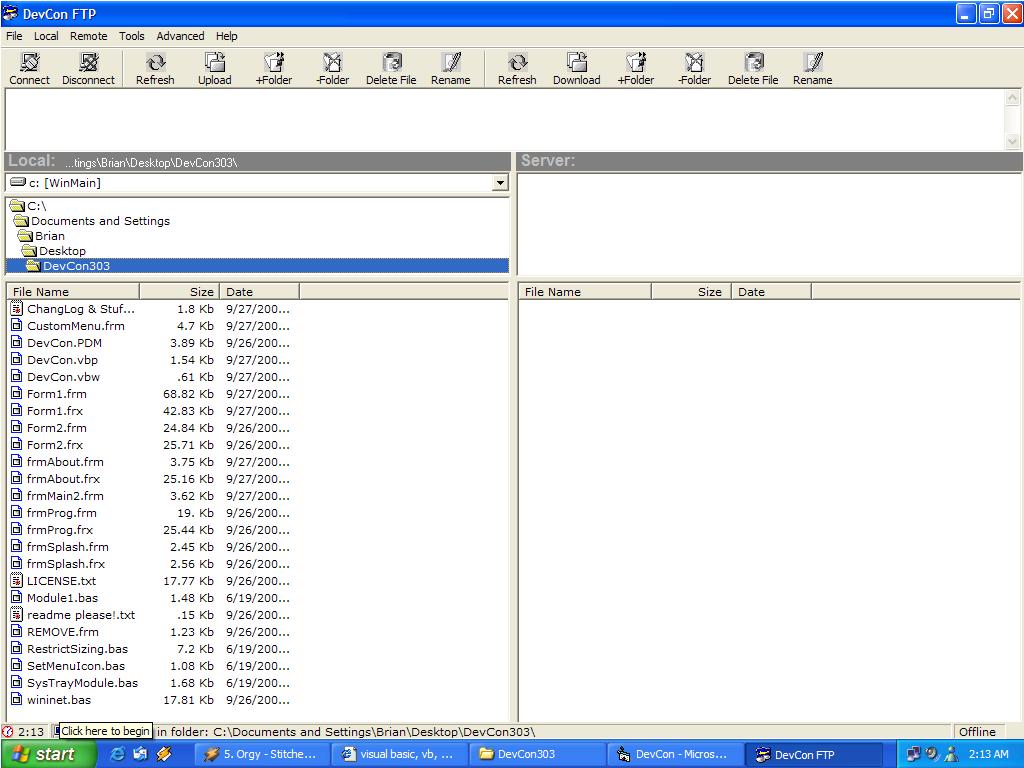 DevCon FTP
File Local Remote Tools Advanced Help
Connect Disconnect Refresh Upload +Folder -Folder Delete File Rename Refresh Download +Folder -Folder Delete File Rename
Local: ...tings\Brian\Desktop\DevCon303\ Server:
c: [WinMain]
C:\
Documents and Settings
Brian
Desktop
DevCon303
File Name Size Date File Name Size Date
ChangLog & Stuf... 1.8 Kb 9/27/200...
CustomMenu.frm 4.7 Kb 9/27/200...
DevCon.PDM 3.89 Kb 9/26/200...
DevCon.vbp 1.54 Kb 9/27/200...
DevCon.vbw .61 Kb 9/27/200...
Form1.frm 68.82 Kb 9/27/200...
Form1.frx 42.83 Kb 9/27/200...
Form2.frm 24.84 Kb 9/26/200...
Form2.frx 25.71 Kb 9/26/200...
frmAbout.frm 3.75 Kb 9/27/200...
frmAbout.frx 25.16 Kb 9/27/200...
frmMain2.frm 3.62 Kb 9/27/200...
frmProg.frm 19. Kb 9/26/200...
frmProg.frx 25.44 Kb 9/26/200...
frmSplash.frm 2.45 Kb 9/26/200...
frmSplash.frx 2.56 Kb 9/26/200...
LICENSE.txt 17.77 Kb 9/26/200...
Module1.bas 1.48 Kb 6/19/200...
readme please!.txt .15 Kb 9/26/200...
REMOVE.frm 1.23 Kb 9/26/200...
RestrictSizing.bas 7.2 Kb 6/19/200...
SetMenuIcon.bas 1.08 Kb 6/19/200...
SysTrayModule.bas 1.68 Kb 6/19/200...
wininet.bas 17.81 Kb 9/26/200...
2:13 Click here to begin in folder: C:\Documents and Settings\Brian\Desktop\DevCon303\ Offline
start 5. Orgy - Stitche... visual basic, vb, ... DevCon303 DevCon - Micros... DevCon FTP 2:13 AM